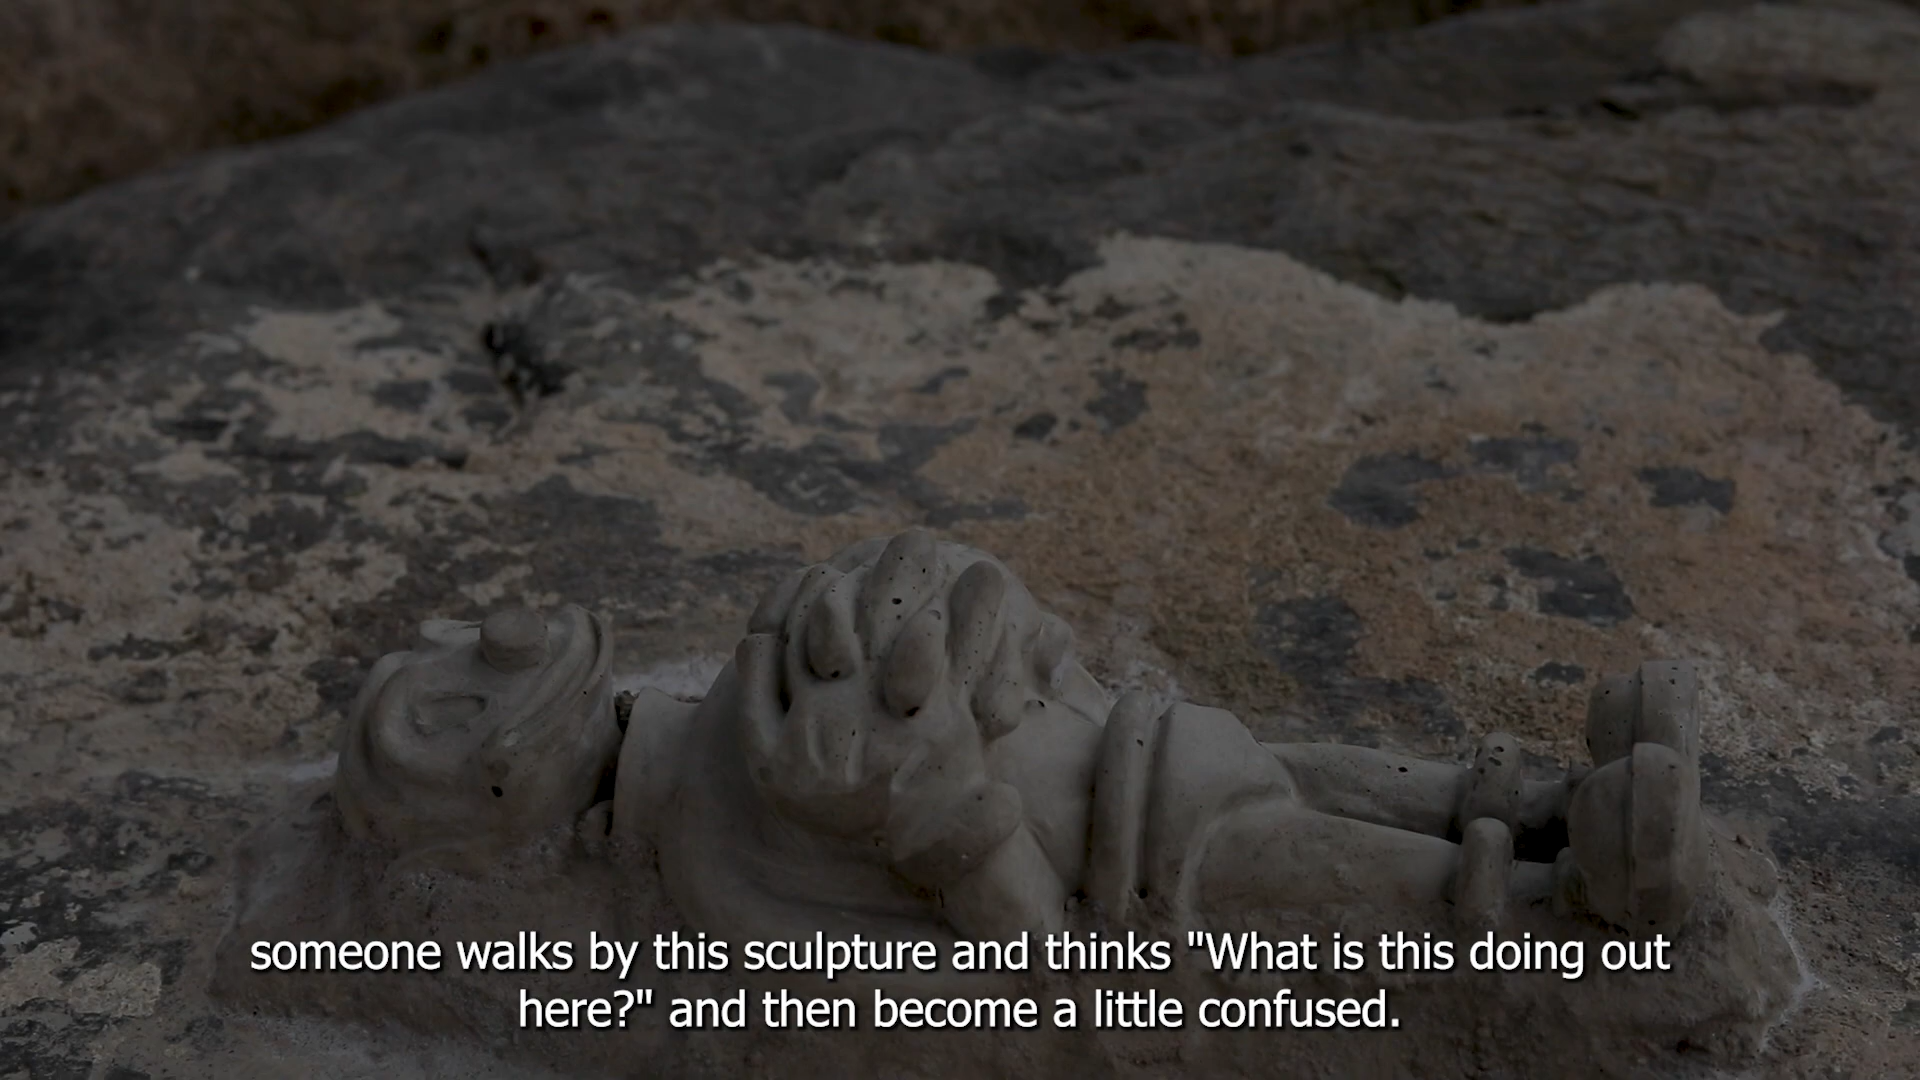 someone walks by this sculpture and thinks "What is this doing out
here?" and then become a little confused.